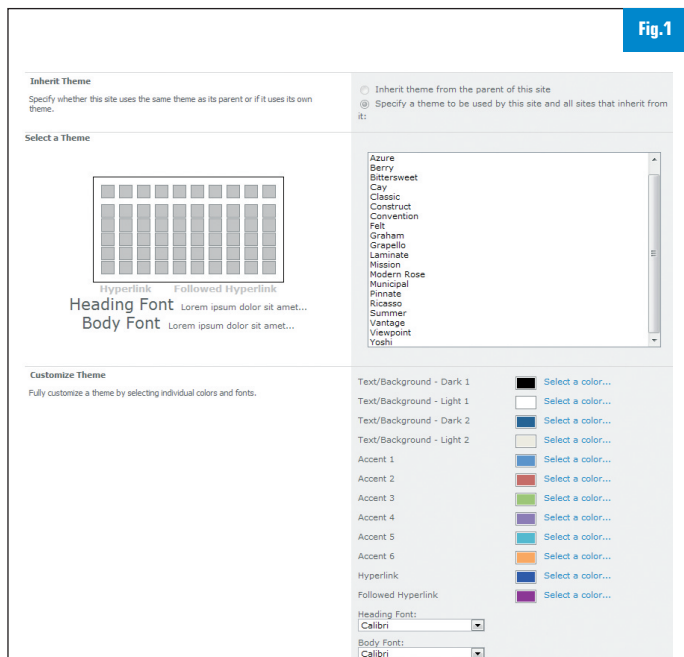 Fig.1
Inherit Theme
Specify whether this site uses the same theme as its parent or if it uses its own
theme.
Inherit theme from the parent of this site
Specify a theme to be used by this site and all sites that inherit from
it:
Select a Theme
Hyperlink Followed Hyperlink
Heading Font Lorem ipsum dolor sit amet...
Body Font Lorem ipsum dolor sit amet...
Azure
Berry
Bittersweet
Cay
Classic
Construct
Convention
Felt
Graham
Grapello
Laminate
Mission
Modern Rose
Municipal
Pinnate
Ricasso
Summer
Vantage
Viewpoint
Yoshi
Customize Theme
Fully customize a theme by selecting individual colors and fonts.
Text/Background - Dark 1 Select a color...
Text/Background - Light 1 Select a color...
Text/Background - Dark 2 Select a color...
Text/Background - Light 2 Select a color...
Accent 1 Select a color...
Accent 2 Select a color...
Accent 3 Select a color...
Accent 4 Select a color...
Accent 5 Select a color...
Accent 6 Select a color...
Hyperlink Select a color...
Followed Hyperlink Select a color...
Heading Font:
Calibri
Body Font:
Calibri